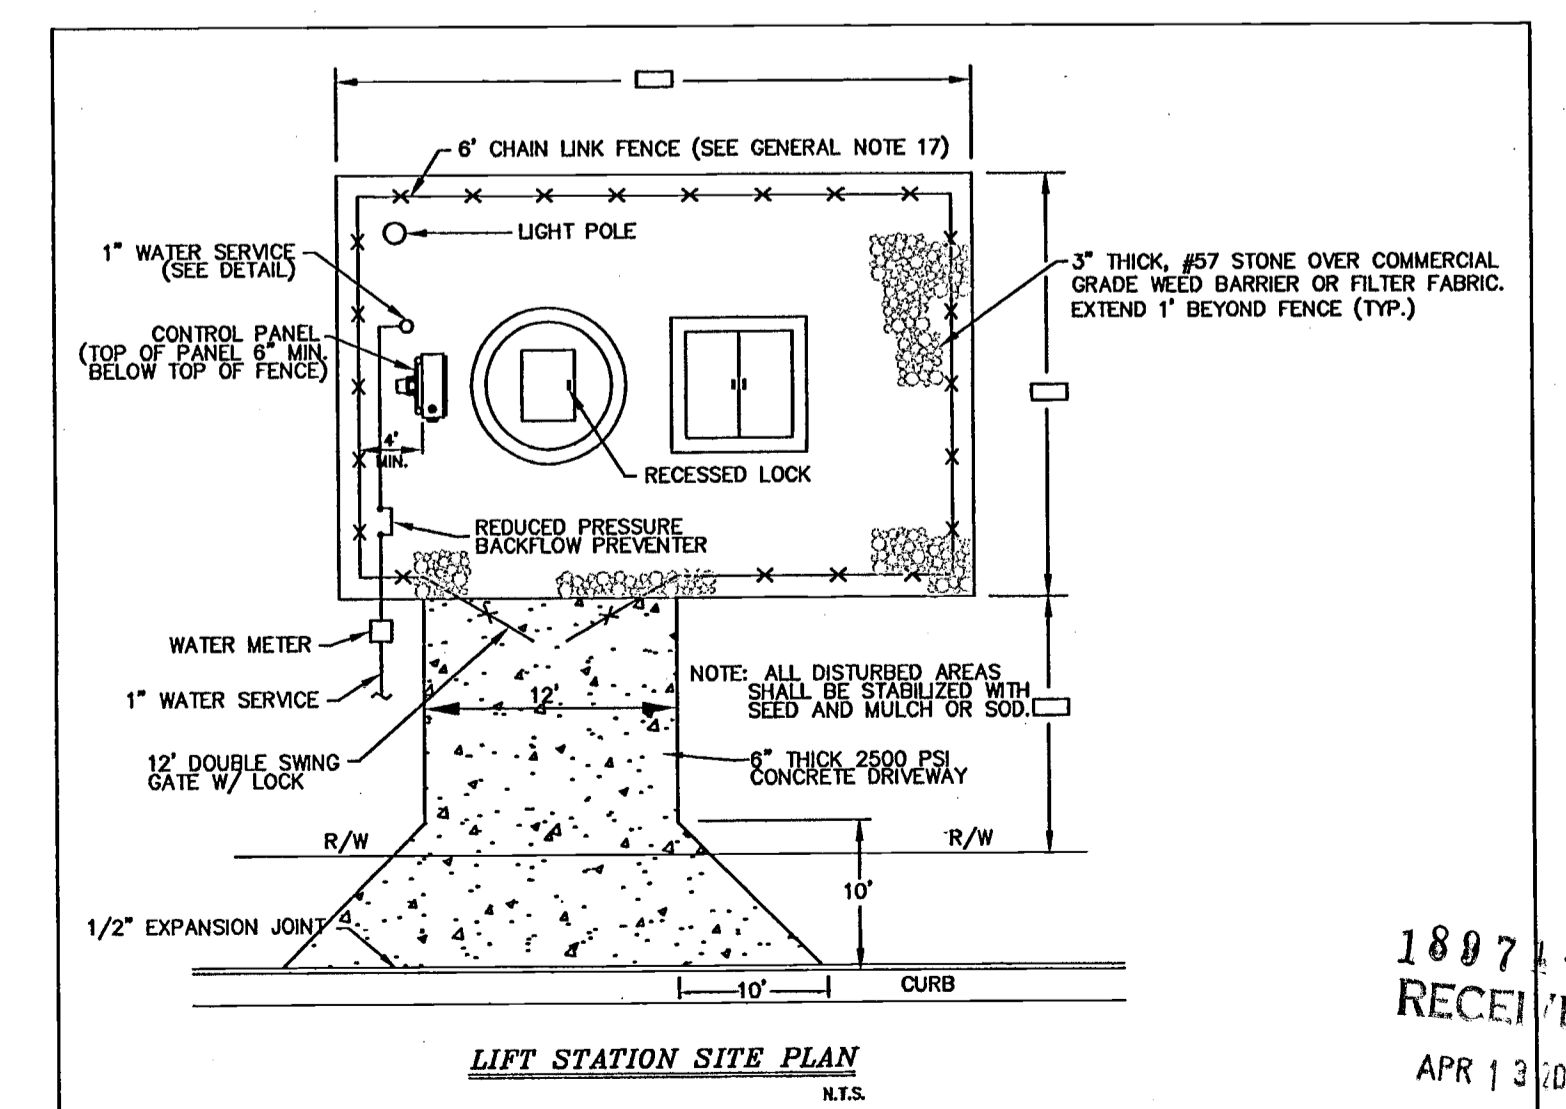 6' CHAIN LINK FENCE (SEE GENERAL NOTE 17)
LIGHT POLE
1" WATER SERVICE
(SEE DETAIL)
3" THICK, #57 STONE OVER COMMERCIAL
GRADE WEED BARRIER OR FILTER FABRIC.
EXTEND 1' BEYOND FENCE (TYP.)
CONTROL PANEL
(TOP OF PANEL 6" MIN.
BELOW TOP OF FENCE)
4'
MIN.
RECESSED LOCK
REDUCED PRESSURE
BACKFLOW PREVENTER
WATER METER
1" WATER SERVICE
NOTE: ALL DISTURBED AREAS
SHALL BE STABILIZED WITH
SEED AND MULCH OR SOD.
12'
12' DOUBLE SWING
GATE W/ LOCK
6" THICK 2500 PSI
CONCRETE DRIVEWAY
R/W
R/W
10'
1/2" EXPANSION JOINT
10'
CURB
LIFT STATION SITE PLAN
N.T.S.
APR 13